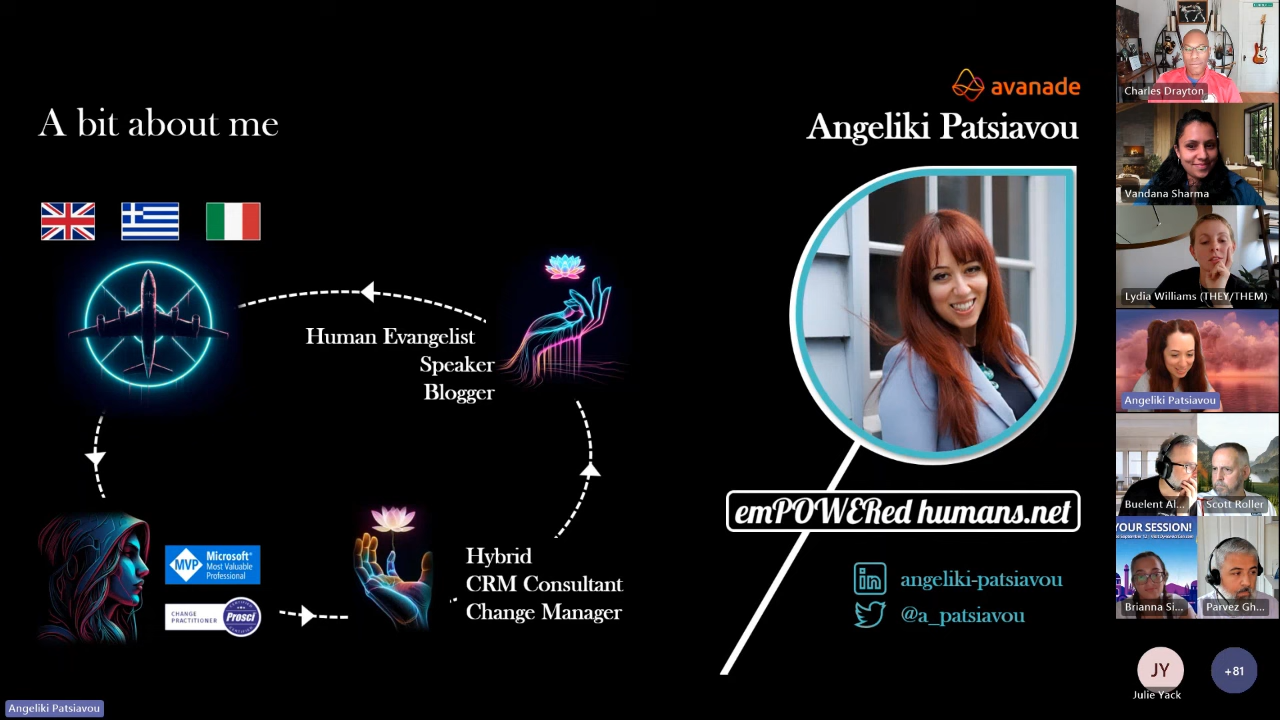 A bit about me
avanade
Angeliki Patsiavou
Human Evangelist
Speaker
Blogger
MVP
Microsoft®
Most Valuable
Professional
CHANGE
PRACTITIONER
Prosci
Hybrid
CRM Consultant
Change Manager
emPOWERed humans.net
in
angeliki-patsiavou
@a_patsiavou
Angeliki Patsiavou
Charles Drayton
Vandana Sharma
Lydia Williams (THEY/THEM)
Angeliki Patsiavou
Buelent Al...
Scott Roller
YOUR SESSION!
Brianna Si...
Parvez Gh...
JY
Julie Yack
+81